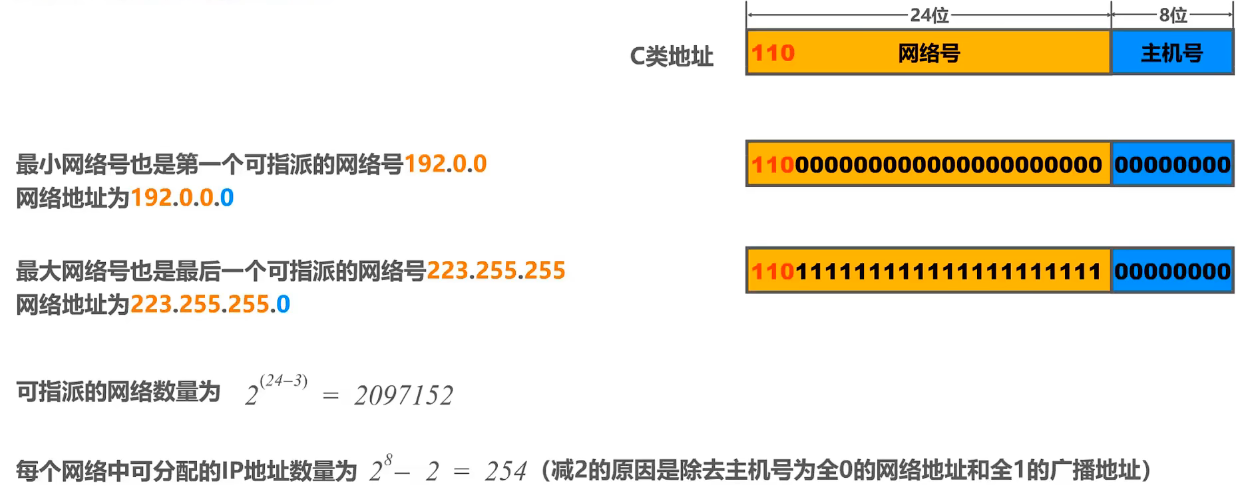 24位 8位
C类地址 110 网络号 主机号
最小网络号也是第一个可指派的网络号192.0.0
网络地址为192.0.0.0
110000000000000000000000 00000000
最大网络号也是最后一个可指派的网络号223.255.255
网络地址为223.255.255.0
110111111111111111111111 00000000
可指派的网络数量为 2^(24−3) = 2097152
每个网络中可分配的IP地址数量为 2^8 − 2 = 254（减2的原因是除去主机号为全0的网络地址和全1的广播地址）